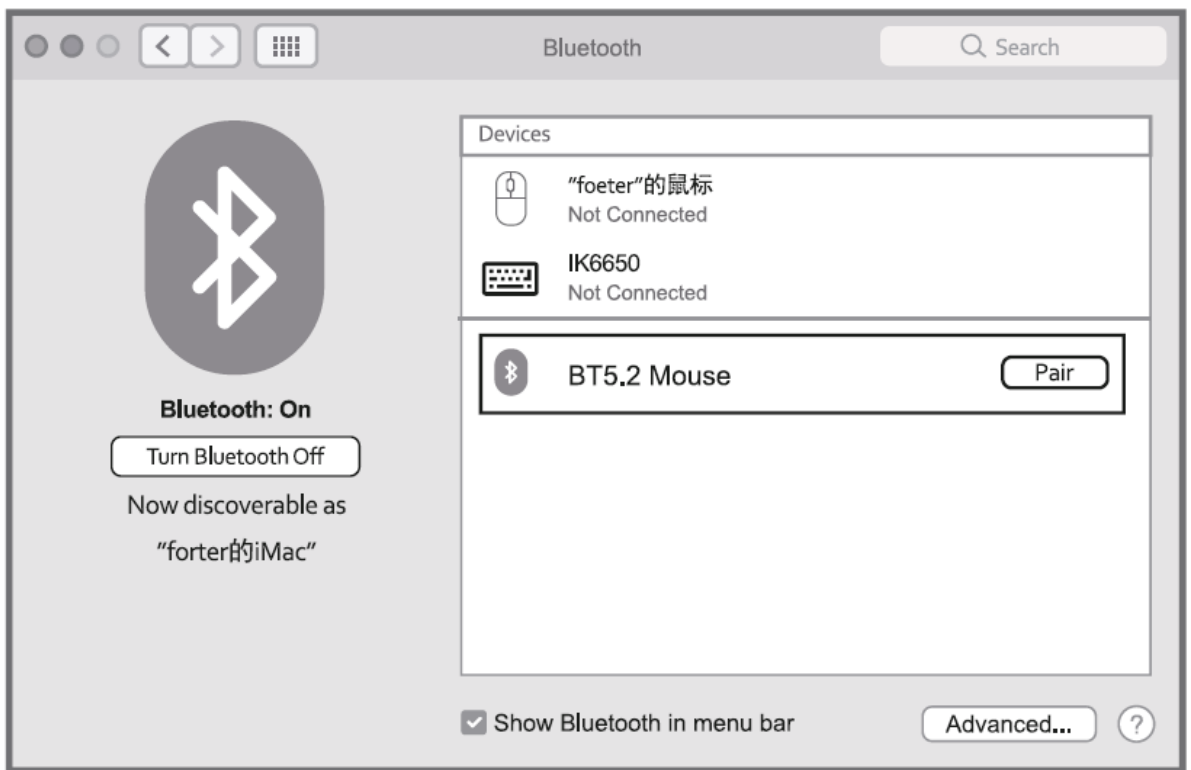 Bluetooth
Search
Devices
"foeter"的鼠标
Not Connected
IK6650
Not Connected
BT5.2 Mouse
Pair
Bluetooth: On
Turn Bluetooth Off
Now discoverable as
"forter的iMac"
Show Bluetooth in menu bar
Advanced...
?